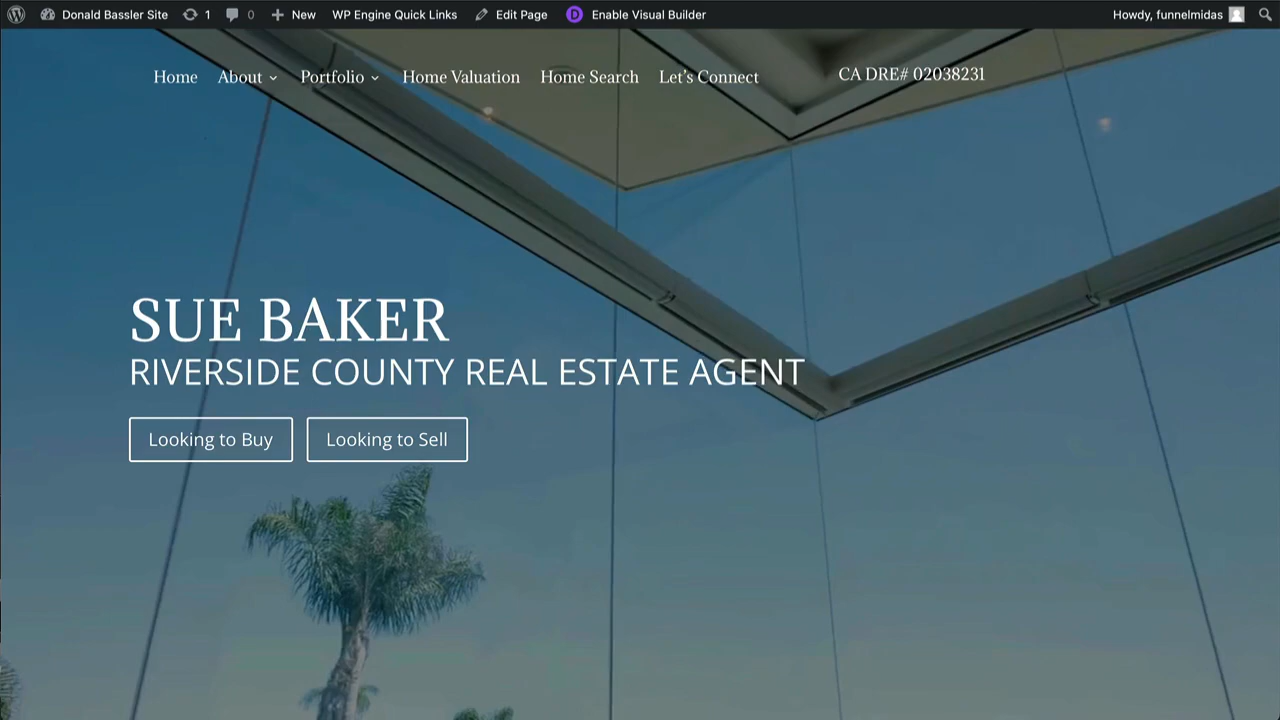 Donald Bassler Site 1 0 New WP Engine Quick Links Edit Page D Enable Visual Builder Howdy, funnelmidas
Home About Portfolio Home Valuation Home Search Let's Connect CA DRE# 02038231
SUE BAKER
RIVERSIDE COUNTY REAL ESTATE AGENT
Looking to Buy Looking to Sell